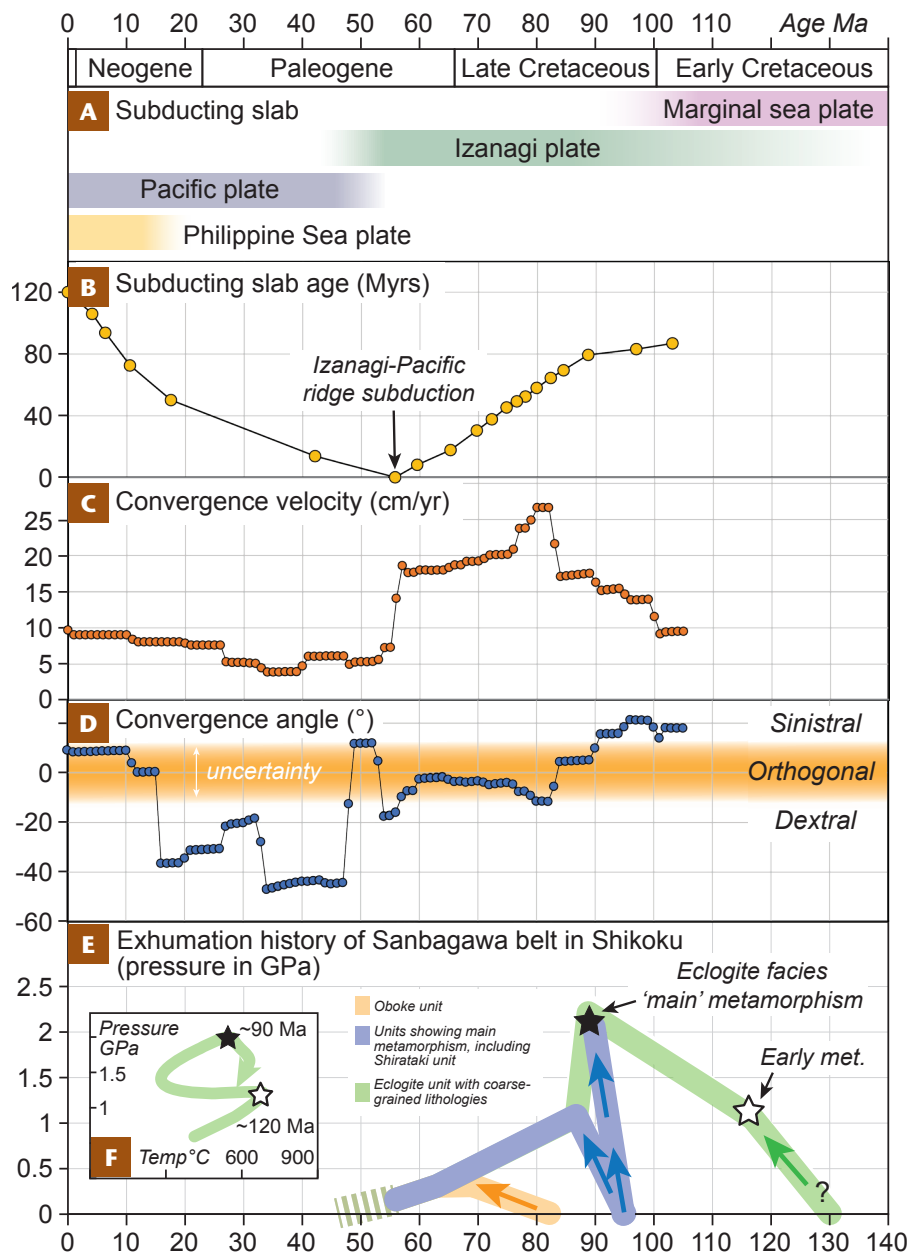 0 10 20 30 40 50 60 70 80 90 100 Age Ma
Neogene Paleogene Late Cretaceous Early Cretaceous
A Subducting slab
Marginal sea plate
Izanagi plate
Pacific plate
Philippine Sea plate
B Subducting slab age (Myrs)
120
80
40
0
Izanagi-Pacific
ridge subduction
C Convergence velocity (cm/yr)
25
20
15
10
5
0
D Convergence angle (°)
Sinistral
0
uncertainty
Orthogonal
-20
Dextral
-40
-60
E Exhumation history of Sanbagawa belt in Shikoku
(pressure in GPa)
2.5
2
1.5
1
0.5
0
Eclogite facies
‘main’ metamorphism
Early met.
?
Oboke unit
Units showing main
metamorphism, including
Shirataki unit
Eclogite unit with coarse-
grained lithologies
Pressure
GPa
~90 Ma
1.5
1
~120 Ma
F Temp°C 600 900
0 10 20 30 40 50 60 70 80 90 100 110 120 130 140